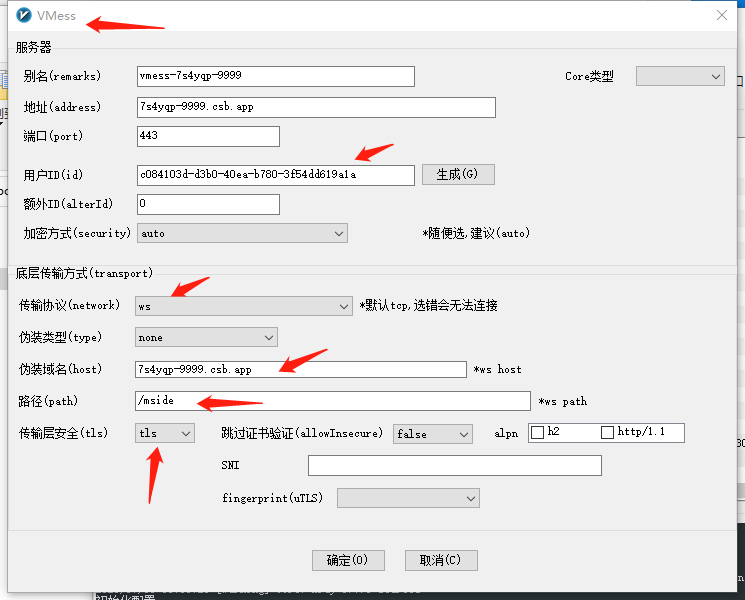 VMess
服务器
别名(remarks) vmess-7s4yqp-9999 Core类型
地址(address) 7s4yqp-9999.csb.app
端口(port) 443
用户ID(id) c084103d-d3b0-40ea-b780-3f54dd619a1a 生成(G)
额外ID(alterId) 0
加密方式(security) auto *随便选,建议(auto)
底层传输方式(transport)
传输协议(network) ws *默认tcp,选错会无法连接
伪装类型(type) none
伪装域名(host) 7s4yqp-9999.csb.app *ws host
路径(path) /mside *ws path
传输层安全(tls) tls 跳过证书验证(allowInsecure) false alpn h2 http/1.1
SNI
fingerprint(uTLS)
确定(O) 取消(C)